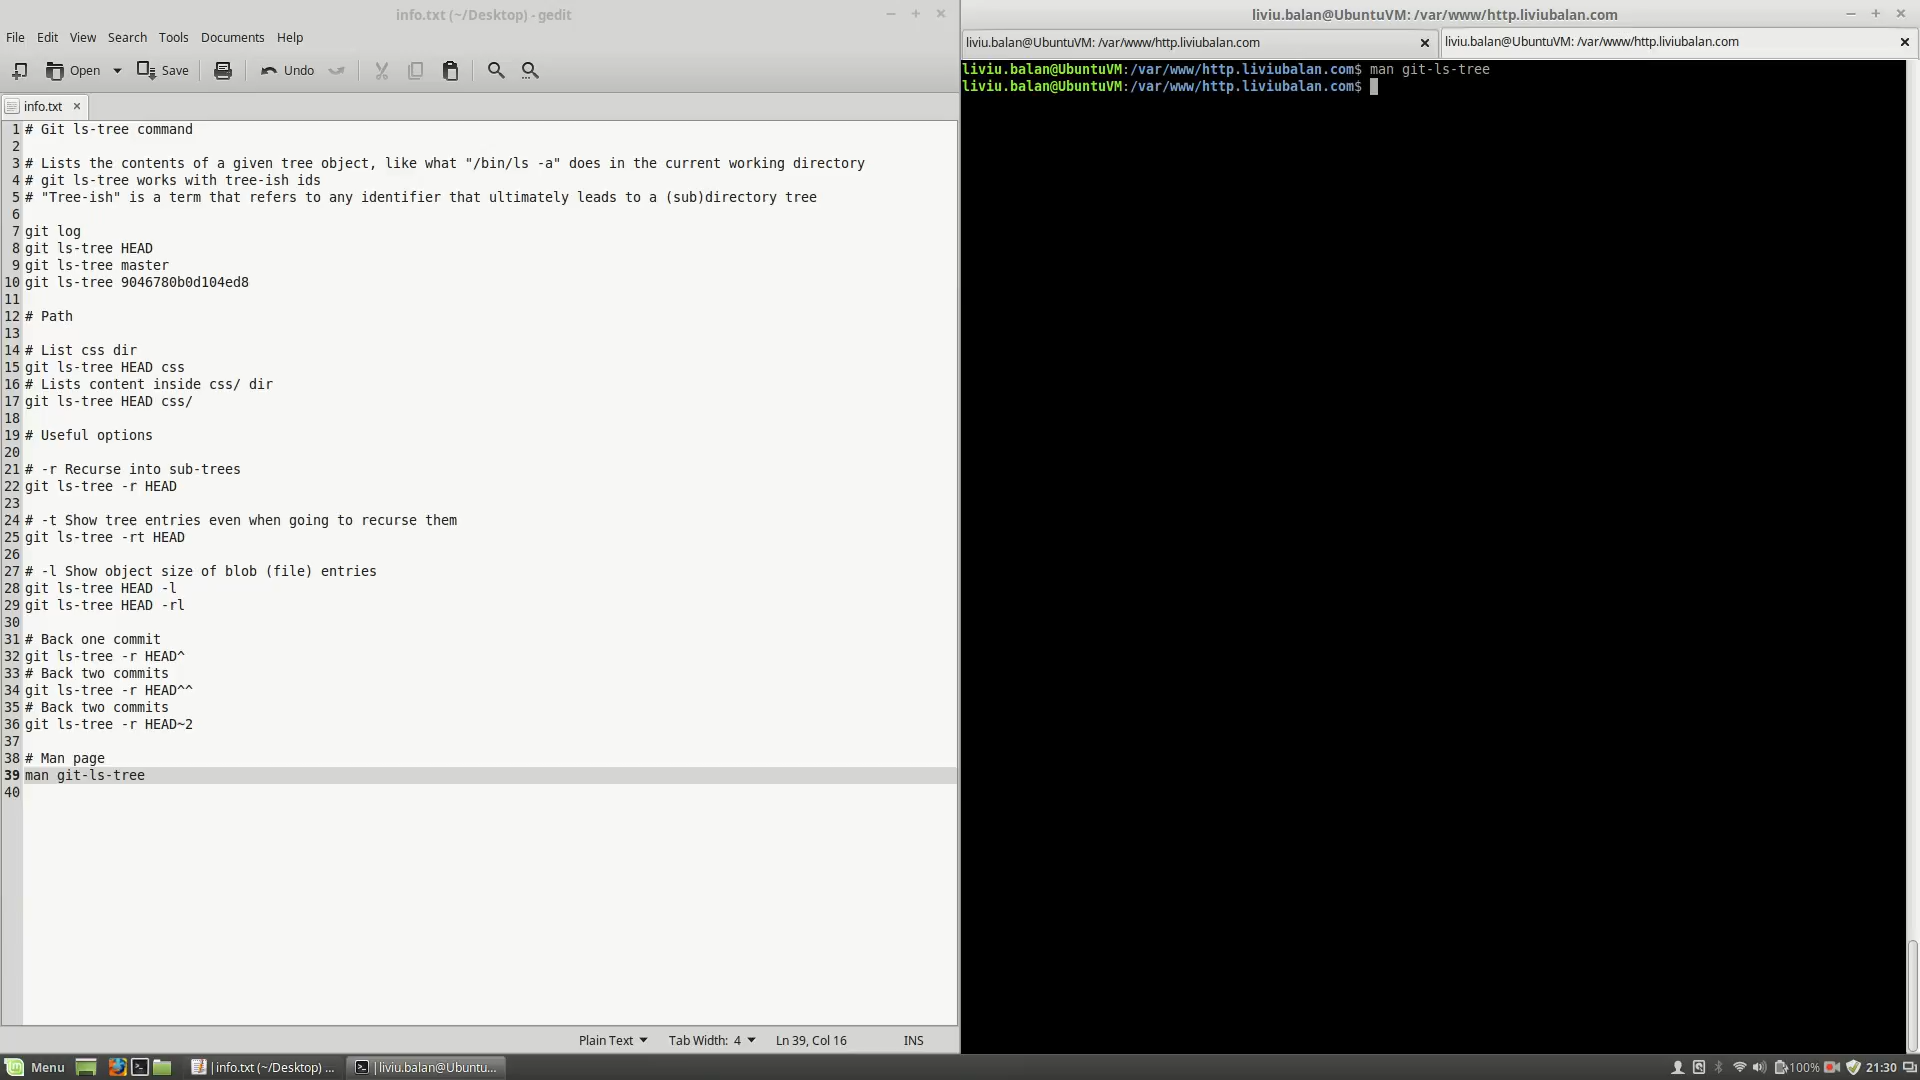 info.txt (~/Desktop) - gedit
File Edit View Search Tools Documents Help
Open Save Undo
info.txt
1 # Git ls-tree command
2
3 # Lists the contents of a given tree object, like what "/bin/ls -a" does in the current working directory
4 # git ls-tree works with tree-ish ids
5 # "Tree-ish" is a term that refers to any identifier that ultimately leads to a (sub)directory tree
6
7 git log
8 git ls-tree HEAD
9 git ls-tree master
10 git ls-tree 9046780b0d104ed8
11
12 # Path
13
14 # List css dir
15 git ls-tree HEAD css
16 # Lists content inside css/ dir
17 git ls-tree HEAD css/
18
19 # Useful options
20
21 # -r Recurse into sub-trees
22 git ls-tree -r HEAD
23
24 # -t Show tree entries even when going to recurse them
25 git ls-tree -rt HEAD
26
27 # -l Show object size of blob (file) entries
28 git ls-tree HEAD -l
29 git ls-tree HEAD -rl
30
31 # Back one commit
32 git ls-tree -r HEAD^
33 # Back two commits
34 git ls-tree -r HEAD^^
35 # Back two commits
36 git ls-tree -r HEAD~2
37
38 # Man page
39 man git-ls-tree
40
Plain Text Tab Width: 4 Ln 39, Col 16 INS
liviu.balan@UbuntuVM: /var/www/http.liviubalan.com
liviu.balan@UbuntuVM: /var/www/http.liviubalan.com
liviu.balan@UbuntuVM: /var/www/http.liviubalan.com
liviu.balan@UbuntuVM:/var/www/http.liviubalan.com$ man git-ls-tree
liviu.balan@UbuntuVM:/var/www/http.liviubalan.com$
Menu |info.txt (~/Desktop) ... |liviu.balan@Ubuntu... 100% 21:30